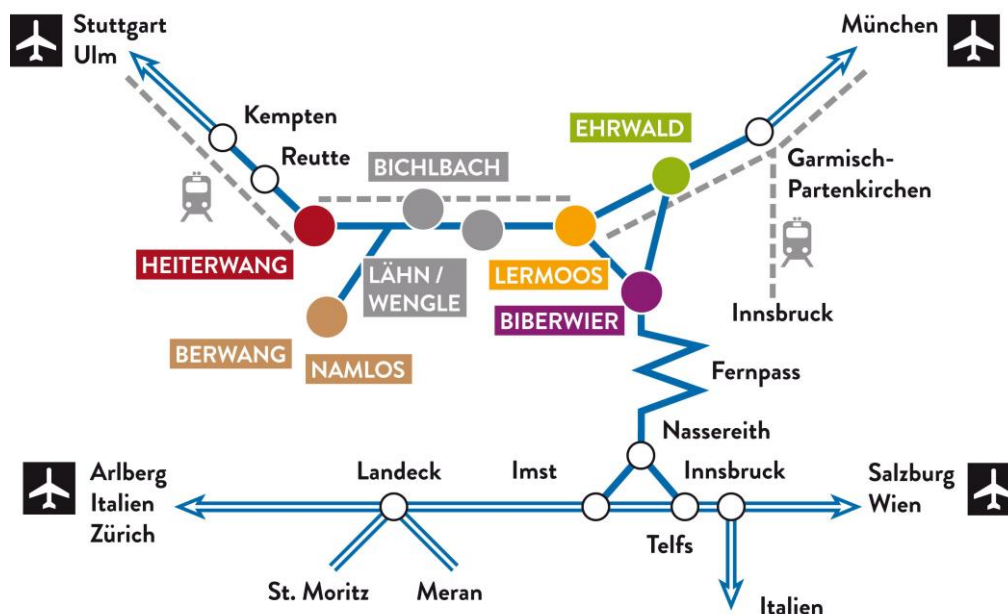 Stuttgart
Ulm
München
Kempten
EHRWALD
Reutte
BICHLBACH
Garmisch-
Partenkirchen
HEITERWANG
LÄHN /
WENGLE
LERMOOS
BIBERWIER
Innsbruck
BERWANG
NAMLOS
Fernpass
Nassereith
Arlberg
Italien
Zürich
Landeck
Imst
Innsbruck
Salzburg
Wien
Telfs
St. Moritz
Meran
Italien